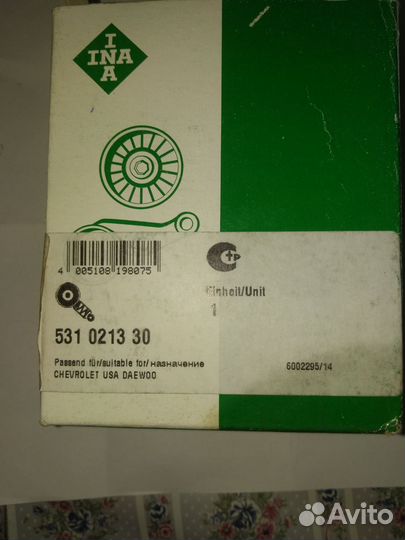 INA
INA
4 005108 198075
Einheit/Unit
1
531 0213 30
Passend für/suitable for/назначение
CHEVROLET USA DAEWOO
6002295/14
Avito